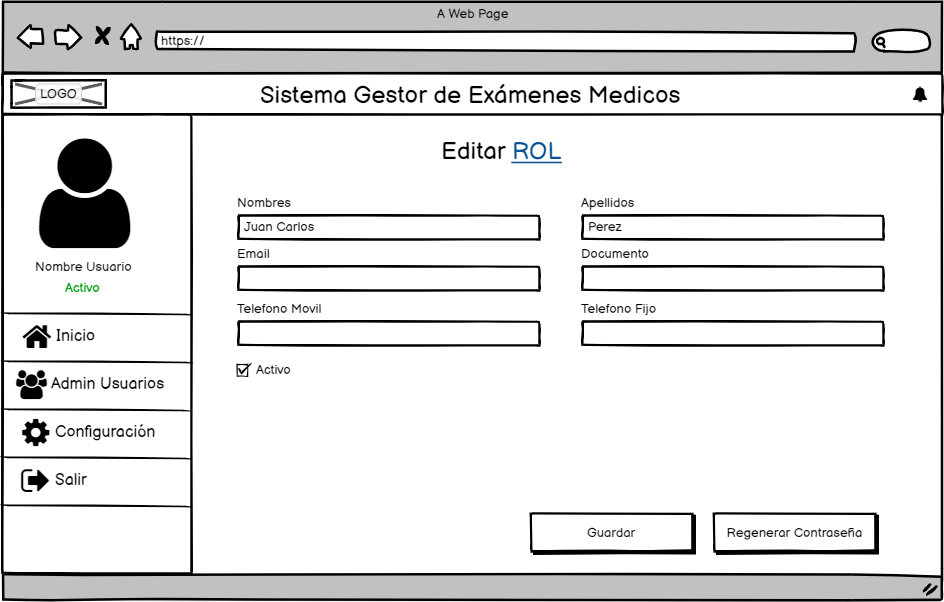 A Web Page
https://
LOGO
Sistema Gestor de Exámenes Medicos
Nombre Usuario
Activo
Inicio
Admin Usuarios
Configuración
Salir
Editar ROL
Nombres
Apellidos
Juan Carlos
Perez
Email
Documento
Telefono Movil
Telefono Fijo
Activo
Guardar
Regenerar Contraseña